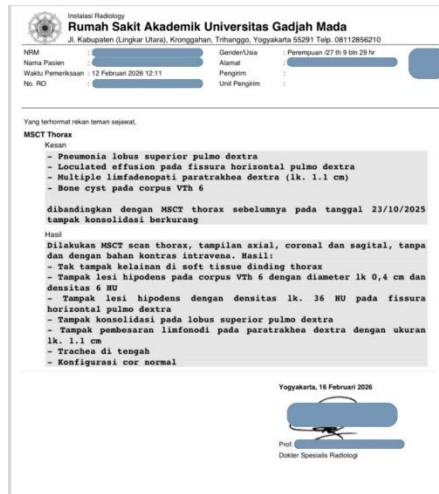 Instalasi Radiology
Rumah Sakit Akademik Universitas Gadjah Mada
Jl. Kabupaten (Lingkar Utara), Kronggahan, Trihanggo, Yogyakarta 55291 Telp. 08112856210
NRM :
Gender/Usia : Perempuan /27 th 9 bln 29 hr
Nama Pasien :
Alamat :
Waktu Pemeriksaan : 12 Februari 2026 12:11
Pengirim :
No. RO :
Unit Pengirim :
Yang terhormat rekan teman sejawat,
MSCT Thorax
Kesan
- Pneumonia lobus superior pulmo dextra
- Loculated effusion pada fissura horizontal pulmo dextra
- Multiple limfadenopati paratrakhea dextra (lk. 1.1 cm)
- Bone cyst pada corpus VTh 6
dibandingkan dengan MSCT thorax sebelumya pada tanggal 23/10/2025
tampak konsolidasi berkurang
Hasil
Dilakukan MSCT scan thorax, tampilan axial, coronal dan sagital, tanpa
dan dengan bahan kontras intravena. Hasil:
- Tak tampak kelainan di soft tissue dinding thorax
- Tampak lesi hipodens pada corpus VTh 6 dengan diameter lk 0,4 cm dan
densitas 6 HU
- Tampak lesi hipodens dengan densitas lk. 36 HU pada fissura
horizontal pulmo dextra
- Tampak konsolidasi pada lobus superior pulmo dextra
- Tampak pembesaran limfonodi pada paratrakhea dextra dengan ukuran
lk. 1.1 cm
- Trachea di tengah
- Konfigurasi cor normal
Yogyakarta, 16 Februari 2026
Prof.
Dokter Spesialis Radiologi